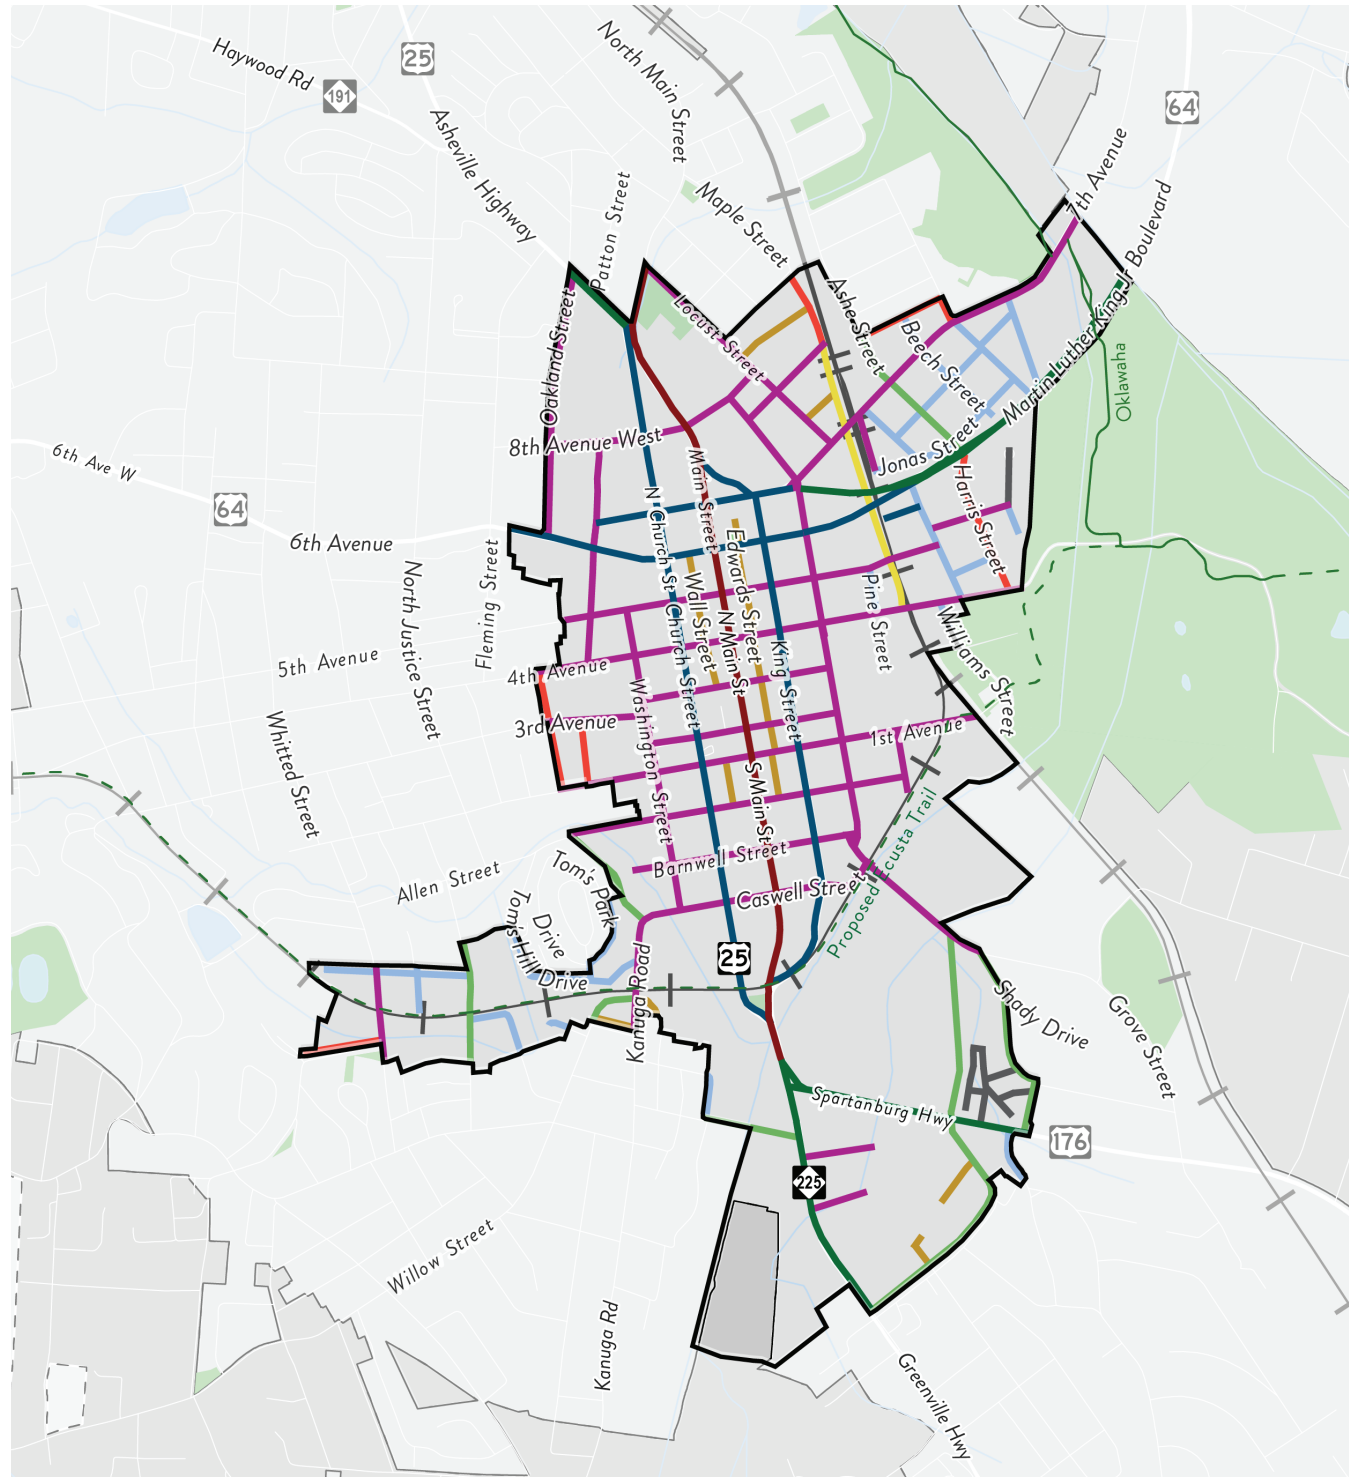 North Main Street
Haywood Rd
25
191
64
Asheville Highway
7th Avenue
Patton Street
Maple Street
Martin Luther King Jr Boulevard
Ashe Street
Locust Street
Oakland Street
Beech Street
Oklawaha
8th Avenue West
Jonas Street
6th Ave W
Main Street
Harris Street
64
N Church St
6th Avenue
Edwards Street
Fleming Street
North Justice Street
Wall Street
Pine Street
Church Street
N Main St
Williams Street
5th Avenue
4th Avenue
King Street
Washington Street
3rd Avenue
1st Avenue
Whitted Street
S Main St
Proposed Ecusta Trail
Barnwell Street
Allen Street
Tom's Park
Drive
Caswell Street
Tom's Hill Drive
25
Kanuga Road
Shady Drive
Grove Street
Spartanburg Hwy
176
225
Willow Street
Kanuga Rd
Greenville Hwy